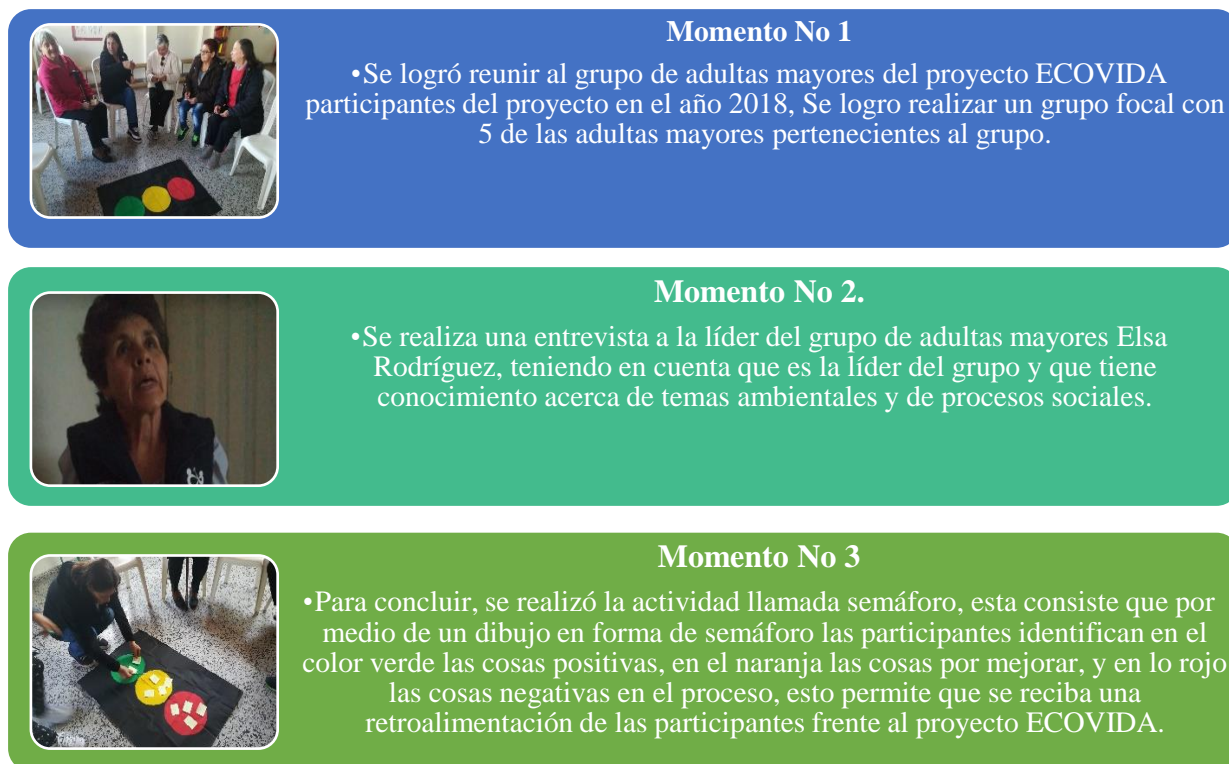 Momento No 1
•Se logró reunir al grupo de adultas mayores del proyecto ECOVIDA
participantes del proyecto en el año 2018, Se logro realizar un grupo focal con
5 de las adultas mayores pertenecientes al grupo.
Momento No 2.
•Se realiza una entrevista a la líder del grupo de adultas mayores Elsa
Rodríguez, teniendo en cuenta que es la líder del grupo y que tiene
conocimiento acerca de temas ambientales y de procesos sociales.
Momento No 3
•Para concluir, se realizó la actividad llamada semáforo, esta consiste que por
medio de un dibujo en forma de semáforo las participantes identifican en el
color verde las cosas positivas, en el naranja las cosas por mejorar, y en lo rojo
las cosas negativas en el proceso, esto permite que se reciba una
retroalimentación de las participantes frente al proyecto ECOVIDA.